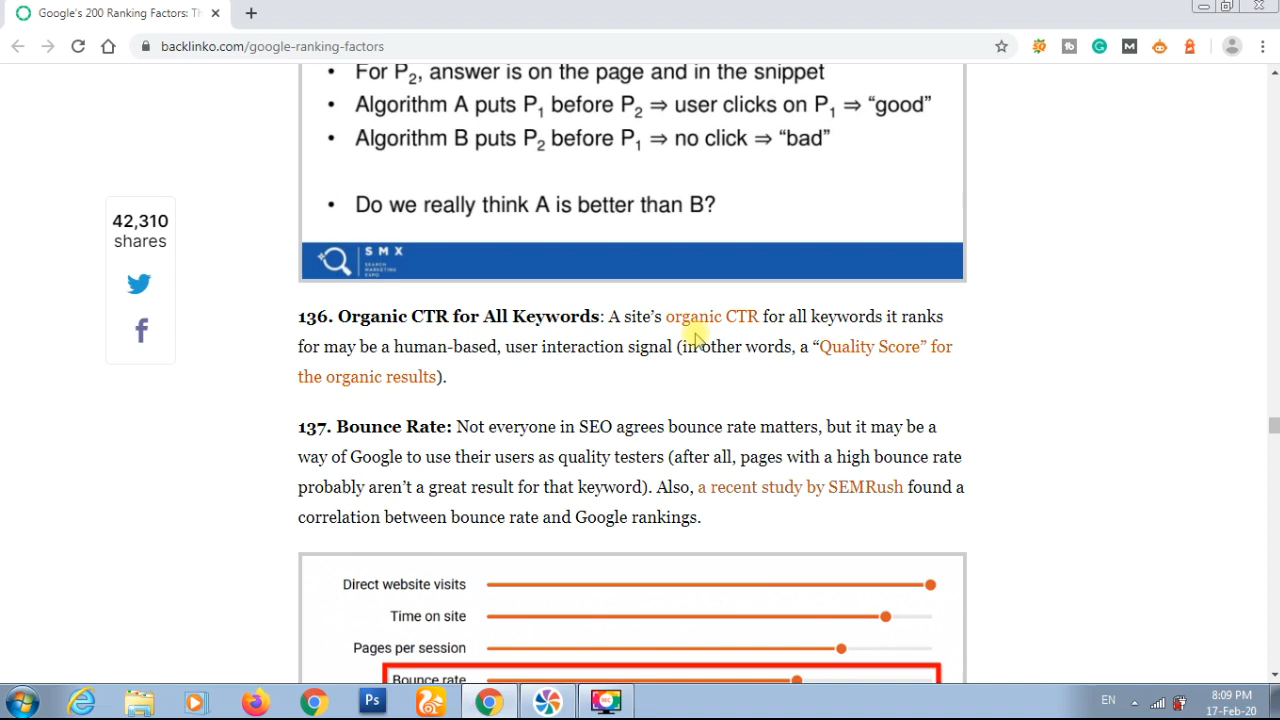 Google's 200 Ranking Factors: Th
backlinko.com/google-ranking-factors
• For P2, answer is on the page and in the snippet
• Algorithm A puts P1 before P2 ⇒ user clicks on P1 ⇒ “good”
• Algorithm B puts P2 before P1 ⇒ no click ⇒ “bad”
• Do we really think A is better than B?
SMX
SEARCH
MARKETING
EXPO
42,310
shares
136. Organic CTR for All Keywords: A site’s organic CTR for all keywords it ranks
for may be a human-based, user interaction signal (in other words, a “Quality Score” for
the organic results).
137. Bounce Rate: Not everyone in SEO agrees bounce rate matters, but it may be a
way of Google to use their users as quality testers (after all, pages with a high bounce rate
probably aren’t a great result for that keyword). Also, a recent study by SEMRush found a
correlation between bounce rate and Google rankings.
Direct website visits
Time on site
Pages per session
Bounce rate
Ps
EN
8:09 PM
17-Feb-20